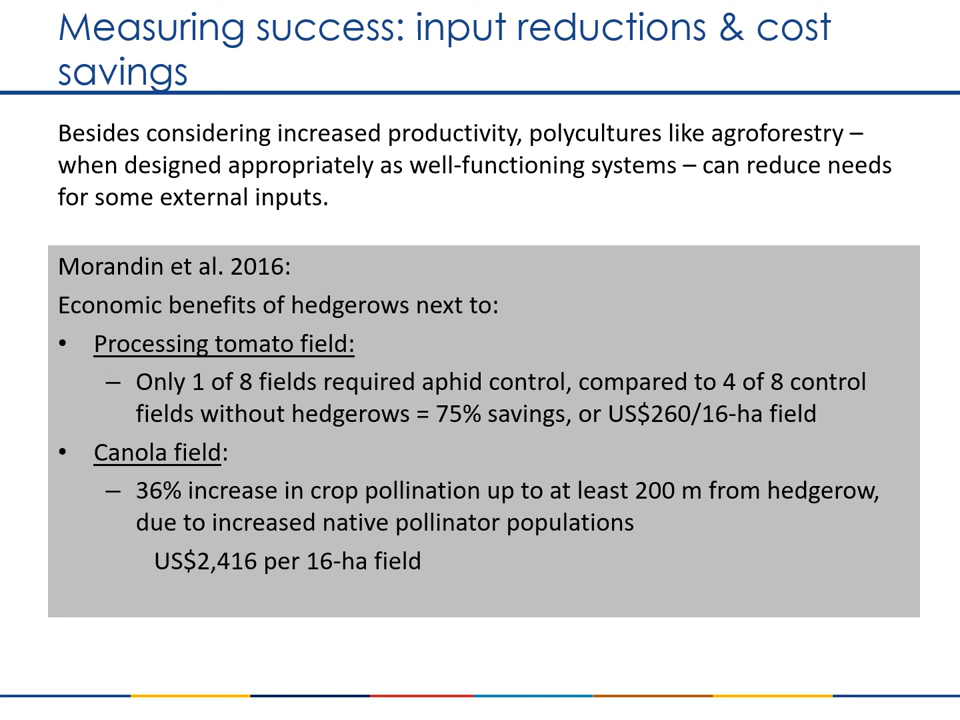 Measuring success: input reductions & cost
savings
Besides considering increased productivity, polycultures like agroforestry –
when designed appropriately as well-functioning systems – can reduce needs
for some external inputs.
Morandin et al. 2016:
Economic benefits of hedgerows next to:
• Processing tomato field:
– Only 1 of 8 fields required aphid control, compared to 4 of 8 control
fields without hedgerows = 75% savings, or US$260/16-ha field
• Canola field:
– 36% increase in crop pollination up to at least 200 m from hedgerow,
due to increased native pollinator populations
US$2,416 per 16-ha field